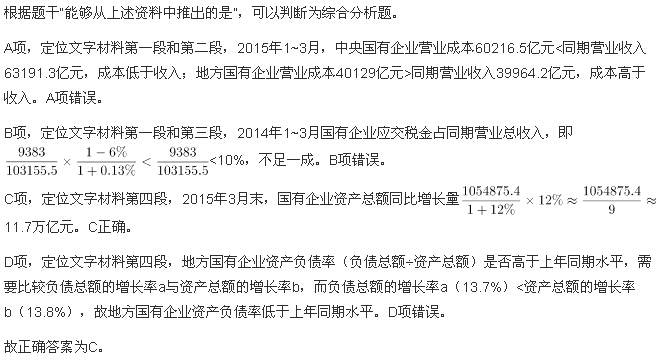 根据题干“能够从上述资料中推出的是”，可以判断为综合分析题。
A项，定位文字材料第一段和第二段，2015年1~3月，中央国有企业营业成本60216.5亿元<同期营业收入
63191.3亿元，成本低于收入；地方国有企业营业成本40129亿元>同期营业收入39964.2亿元，成本高于
收入。A项错误。
B项，定位文字材料第一段和第三段，2014年1~3月国有企业应交税金占同期营业总收入，即
9383/103155.5 × (1−6%)/(1+0.13%) < 9383/103155.5 <10%，不足一成。B项错误。
C项，定位文字材料第四段，2015年3月末，国有企业资产总额同比增长量 1054875.4/(1+12%) × 12% ≈ 1054875.4/9 ≈
11.7万亿元。C正确。
D项，定位文字材料第四段，地方国有企业资产负债率（负债总额÷资产总额）是否高于上年同期水平，需
要比较负债总额的增长率a与资产总额的增长率b，而负债总额的增长率a（13.7%）<资产总额的增长率
b（13.8%），故地方国有企业资产负债率低于上年同期水平。D项错误。
故正确答案为C。